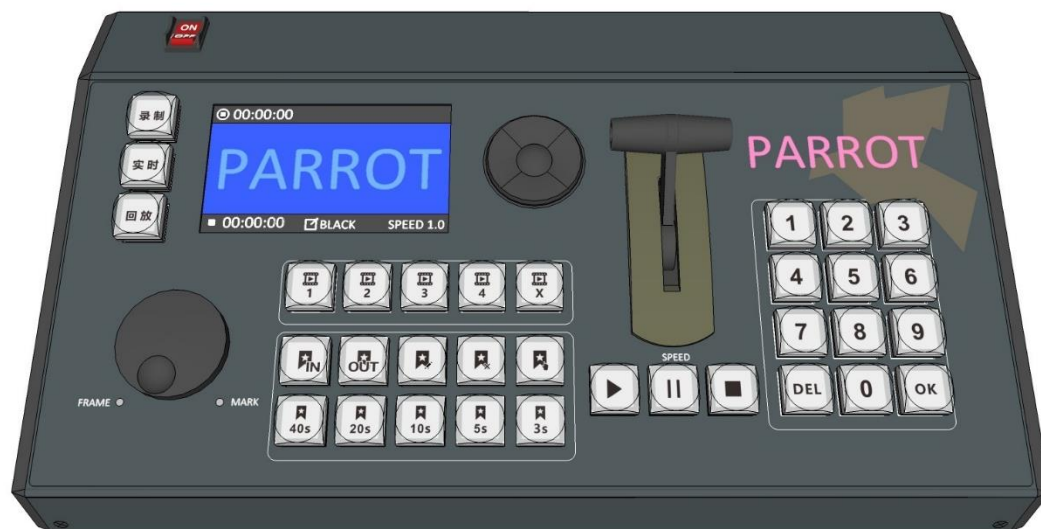 ON
OFF
录制
实时
回放
00:00:00
PARROT
00:00:00 BLACK SPEED 1.0
PARROT
1 2 3
4 5 6
7 8 9
DEL 0 OK
1 2 3 4 X
IN OUT
40s 20s 10s 5s 3s
SPEED
FRAME MARK